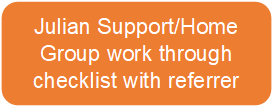 Julian Support/Home
Group work through
checklist with referrer